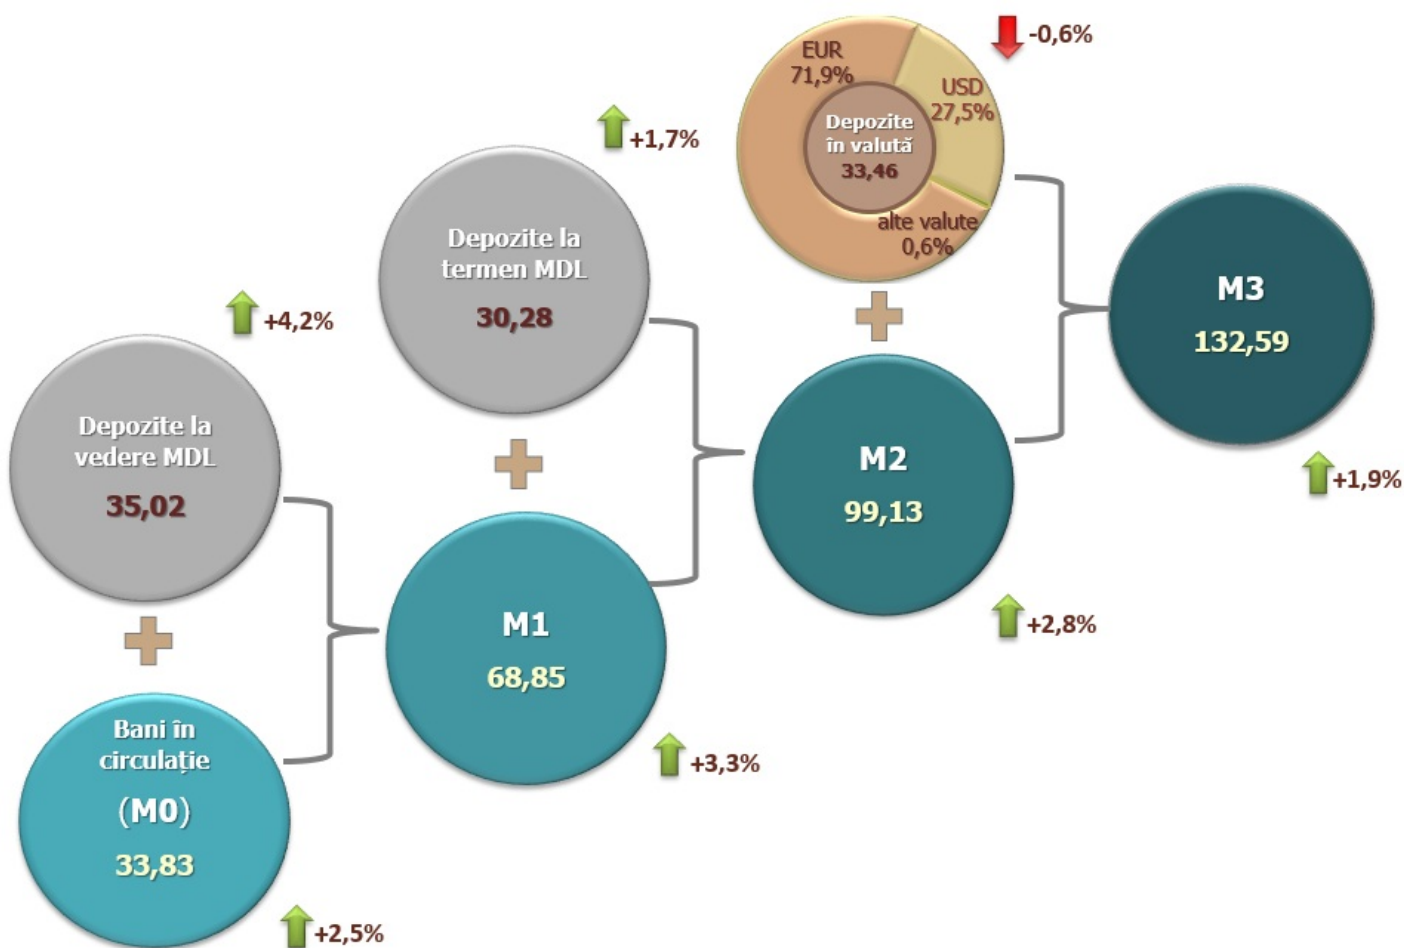 EUR
71,9%
USD
27,5%
Depozite
în valută
33,46
alte valute
0,6%
-0,6%
+1,7%
Depozite la
termen MDL
30,28
M3
132,59
+1,9%
+4,2%
Depozite la
vedere MDL
35,02
M2
99,13
+2,8%
M1
68,85
+3,3%
Bani în
circulație
(M0)
33,83
+2,5%